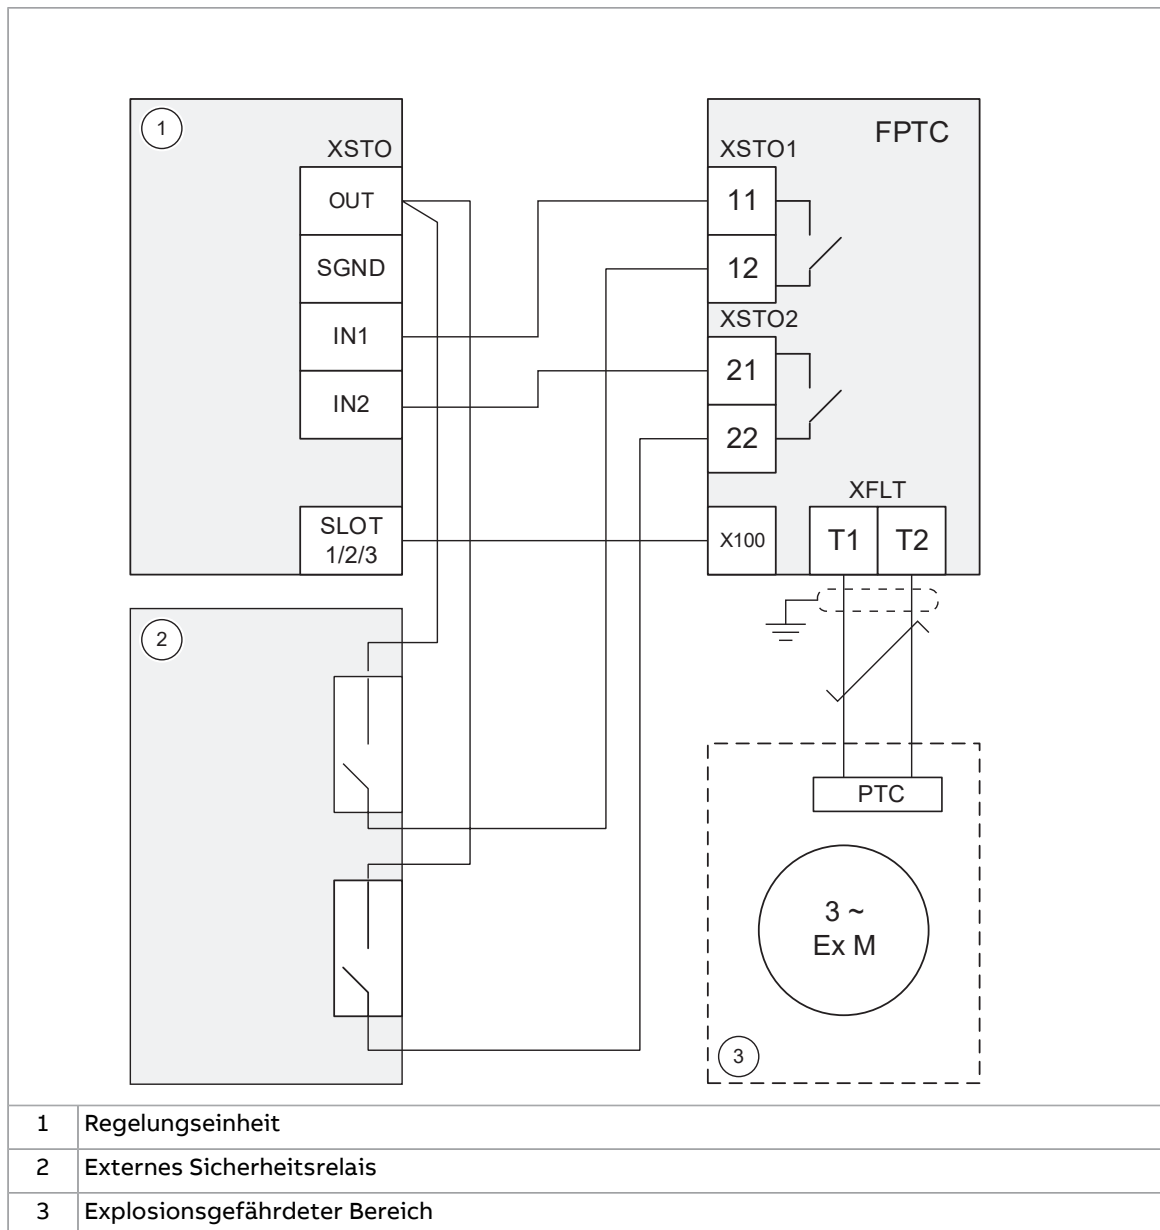 1
XSTO
OUT
SGND
IN1
IN2
SLOT
1/2/3
FPTC
XSTO1
11
12
XSTO2
21
22
XFLT
X100
T1
T2
2
PTC
3 ~
Ex M
3
1 Regelungseinheit
2 Externes Sicherheitsrelais
3 Explosionsgefährdeter Bereich